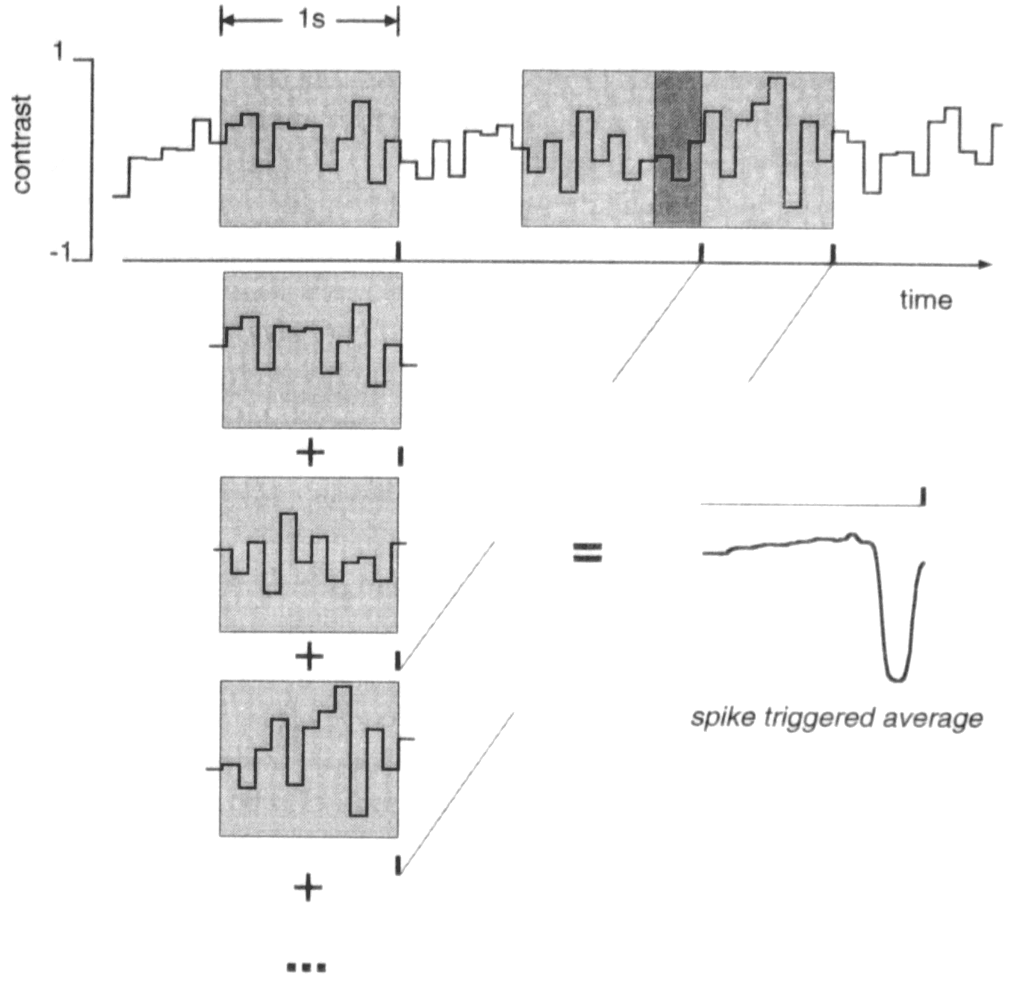 1s
1
contrast
-1
time
+
=
+
spike triggered average
+
...